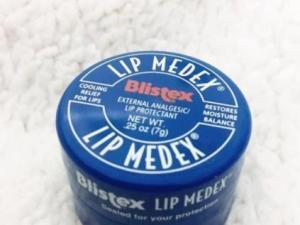 LIP MEDEX®
Blistex
COOLING
RELIEF
FOR LIPS
EXTERNAL ANALGESIC/
LIP PROTECTANT
NET WT.
.25 oz (7g)
RESTORES
MOISTURE
BALANCE
LIP MEDEX®
Blistex LIP MEDEX®
Sealed for your protection